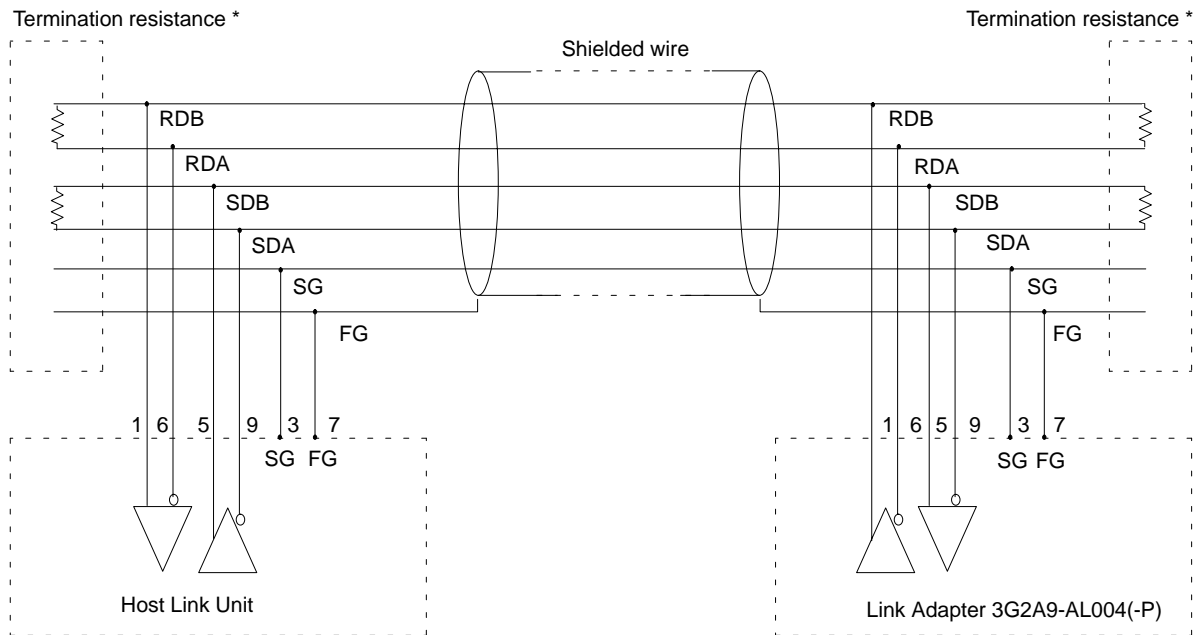 Termination resistance *
Termination resistance *
Shielded wire
RDB
RDB
RDA
RDA
SDB
SDB
SDA
SDA
SG
SG
FG
FG
1 6 5 9 3 7
1 6 5 9 3 7
SG FG
SG FG
Host Link Unit
Link Adapter 3G2A9-AL004(-P)